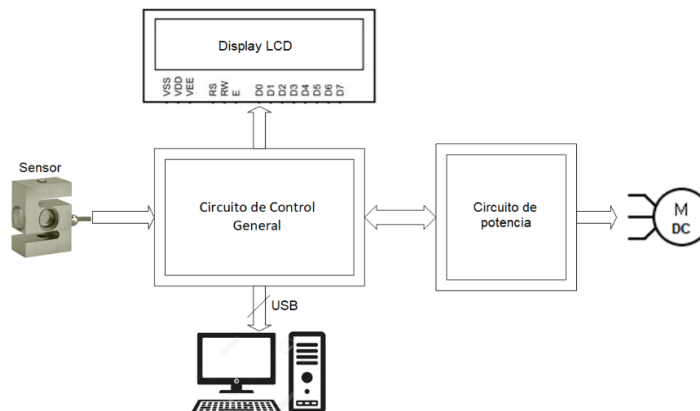 Display LCD
VSS VDD VEE RS RW E D0 D1 D2 D3 D4 D5 D6 D7
Sensor
Circuito de Control
General
Circuito de
potencia
M
DC
USB